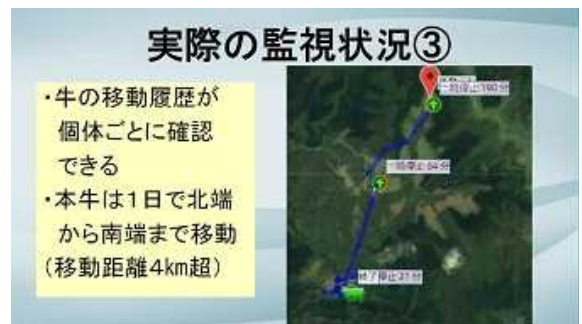 実際の監視状況③
・牛の移動履歴が
個体ごとに確認
できる
・本牛は1日で北端
から南端まで移動
(移動距離4km超)